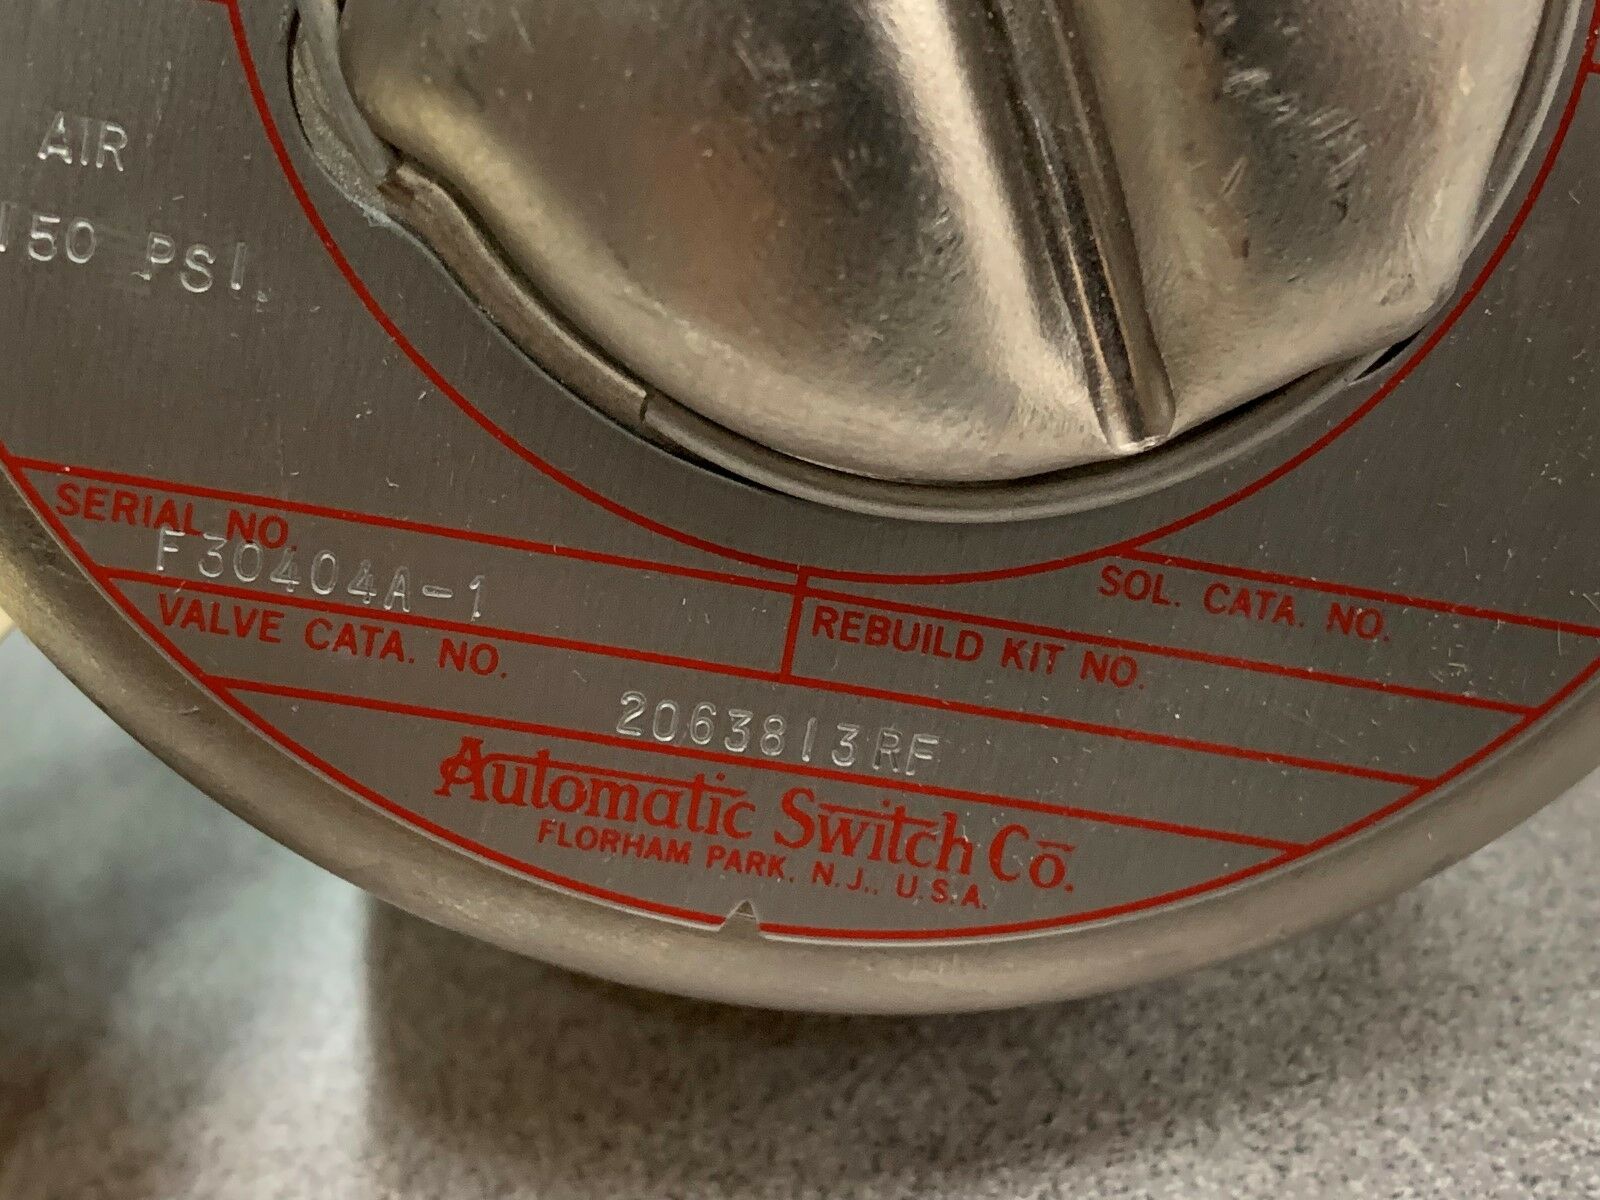 AIR
150 PSI.
SERIAL NO.
F30404A-1
SOL. CATA. NO.
VALVE CATA. NO.
REBUILD KIT NO.
2063813RF
Automatic Switch Co.
FLORHAM PARK, N.J., U.S.A.